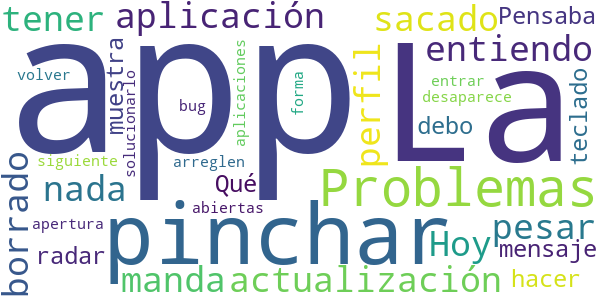 tener
aplicación
sacado
Pensaba
app
La
entiendo
volver
muestra
solucionarlo
bug
aplicaciones
forma
perfil
entrar
desaparece
debo
teclado
siguiente
arreglen
Problemas
borrado
nada
Qué
abiertas
pinchar
apertura
radar
Hoy
pesar
mensaje
manda
actualización
hacer